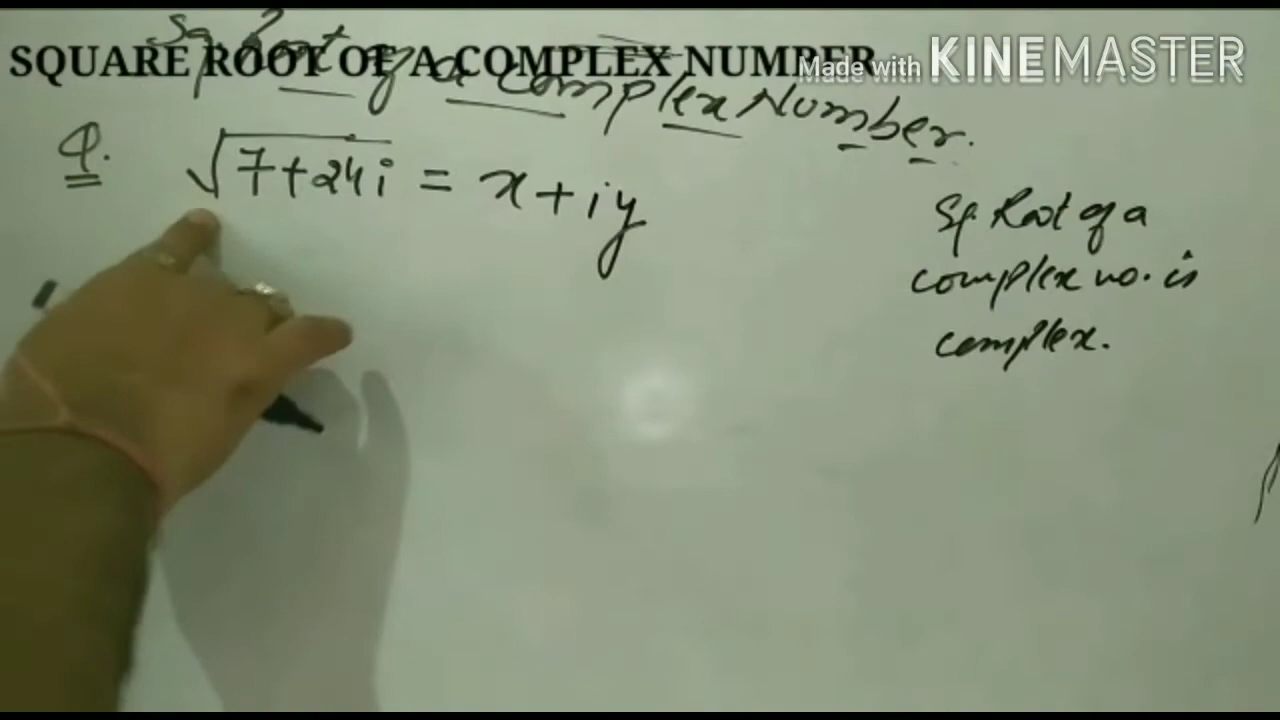 SQUARE ROOT OF A COMPLEX NUMBER
Made with KINEMASTER
Sq. Root of a complex Number.
Q. √7+24i = x+iy
Sq. Root of a
complex no. is
complex.